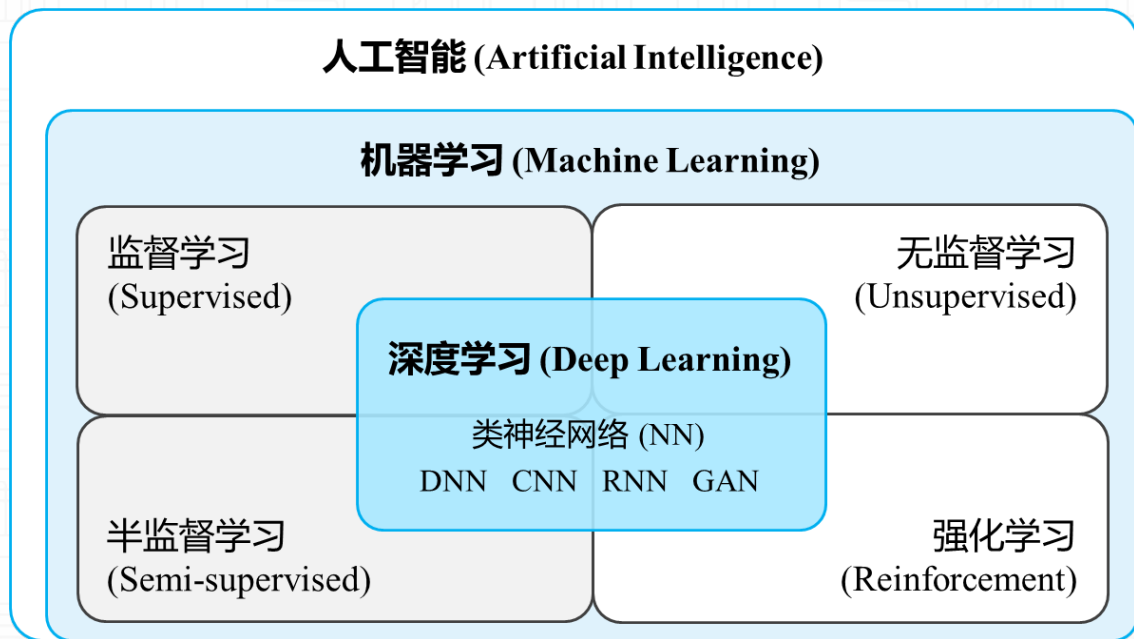 人工智能 (Artificial Intelligence)
机器学习 (Machine Learning)
监督学习
(Supervised)
无监督学习
(Unsupervised)
深度学习 (Deep Learning)
类神经网络 (NN)
DNN CNN RNN GAN
半监督学习
(Semi-supervised)
强化学习
(Reinforcement)